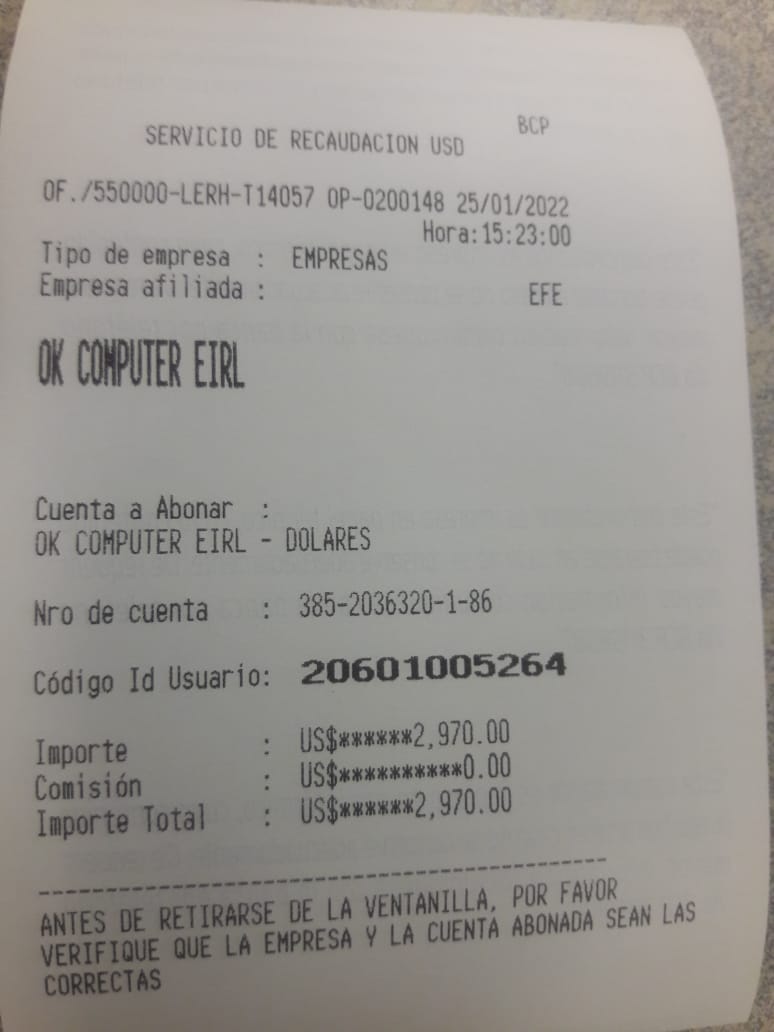 BCP
SERVICIO DE RECAUDACION USD
OF./550000-LERH-T14057 OP-0200148 25/01/2022
Hora:15:23:00
Tipo de empresa : EMPRESAS
Empresa afiliada : EFE
OK COMPUTER EIRL
Cuenta a Abonar :
OK COMPUTER EIRL - DOLARES
Nro de cuenta : 385-2036320-1-86
Código Id Usuario: 20601005264
Importe : US$******2,970.00
Comisión : US$**********0.00
Importe Total : US$******2,970.00
------------------------------------------
ANTES DE RETIRARSE DE LA VENTANILLA, POR FAVOR
VERIFIQUE QUE LA EMPRESA Y LA CUENTA ABONADA SEAN LAS
CORRECTAS